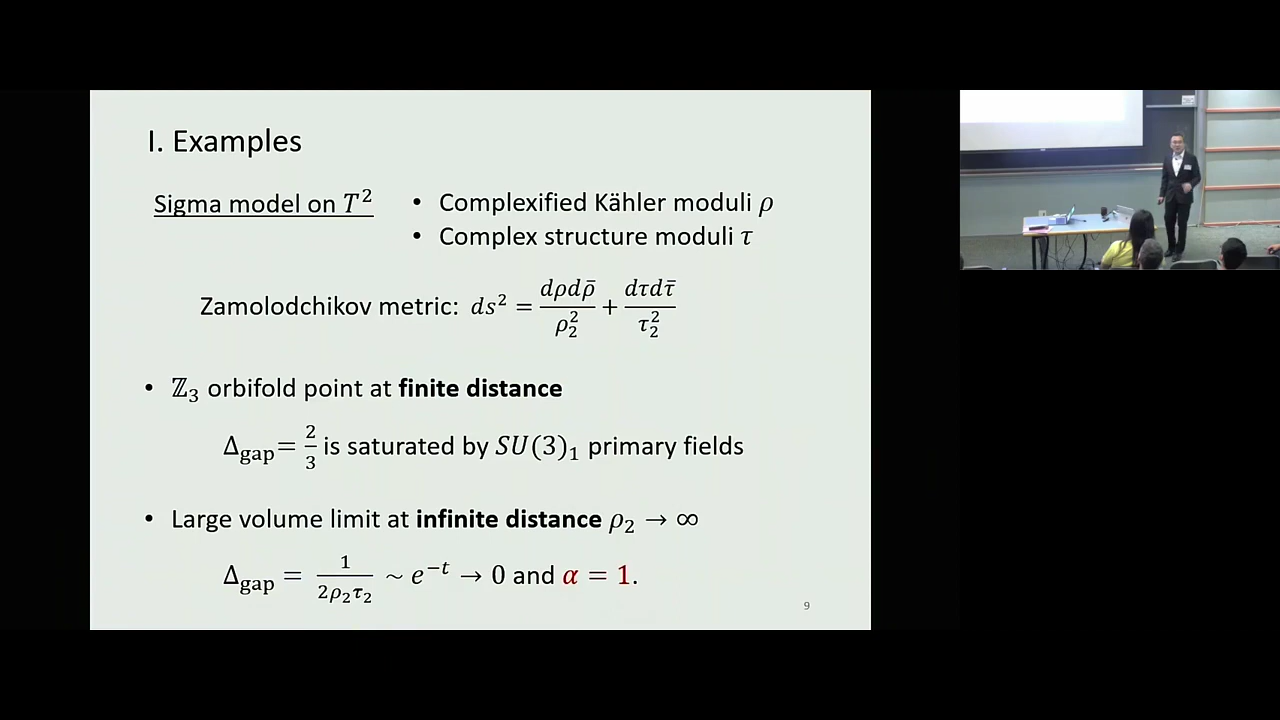 I. Examples
Sigma model on T²
• Complexified Kähler moduli ρ
• Complex structure moduli τ
Zamolodchikov metric: ds² = dρdρ̄/ρ₂² + dτdτ̄/τ₂²
• ℤ₃ orbifold point at finite distance
Δgap = 2/3 is saturated by SU(3)₁ primary fields
• Large volume limit at infinite distance ρ₂ → ∞
Δgap = 1/2ρ₂τ₂ ~ e⁻ᵗ → 0 and α = 1.
9